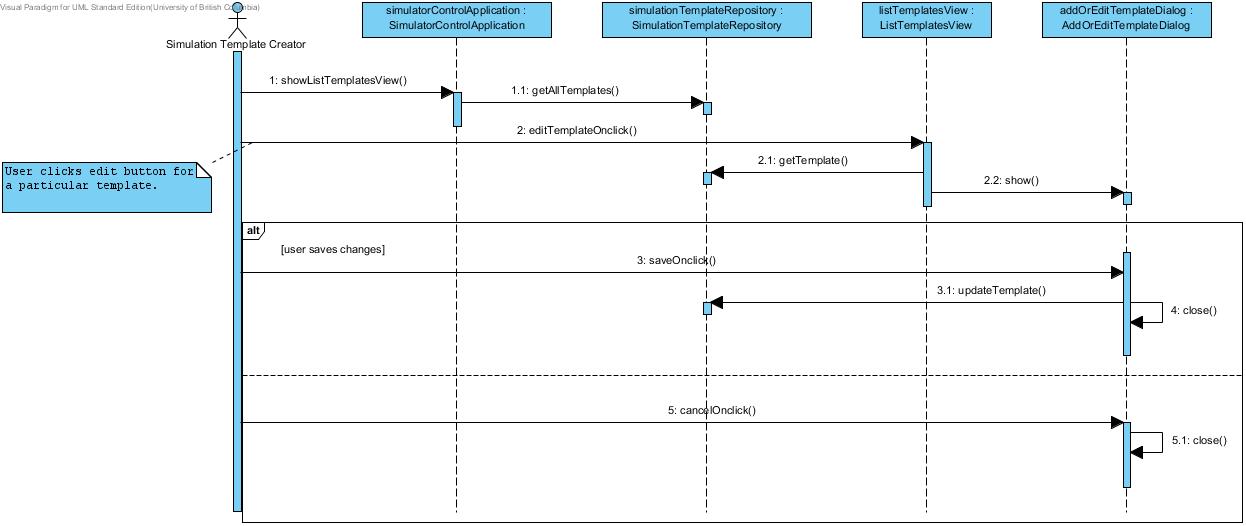 Visual Paradigm for UML Standard Edition(University of British Columbia)
simulatorControlApplication :
SimulatorControlApplication
simulationTemplateRepository :
SimulationTemplateRepository
listTemplatesView :
ListTemplatesView
addOrEditTemplateDialog :
AddOrEditTemplateDialog
Simulation Template Creator
1: showListTemplatesView()
1.1: getAllTemplates()
2: editTemplateOnclick()
2.1: getTemplate()
User clicks edit button for
a particular template.
2.2: show()
alt
[user saves changes]
3: saveOnclick()
3.1: updateTemplate()
4: close()
5: cancelOnclick()
5.1: close()